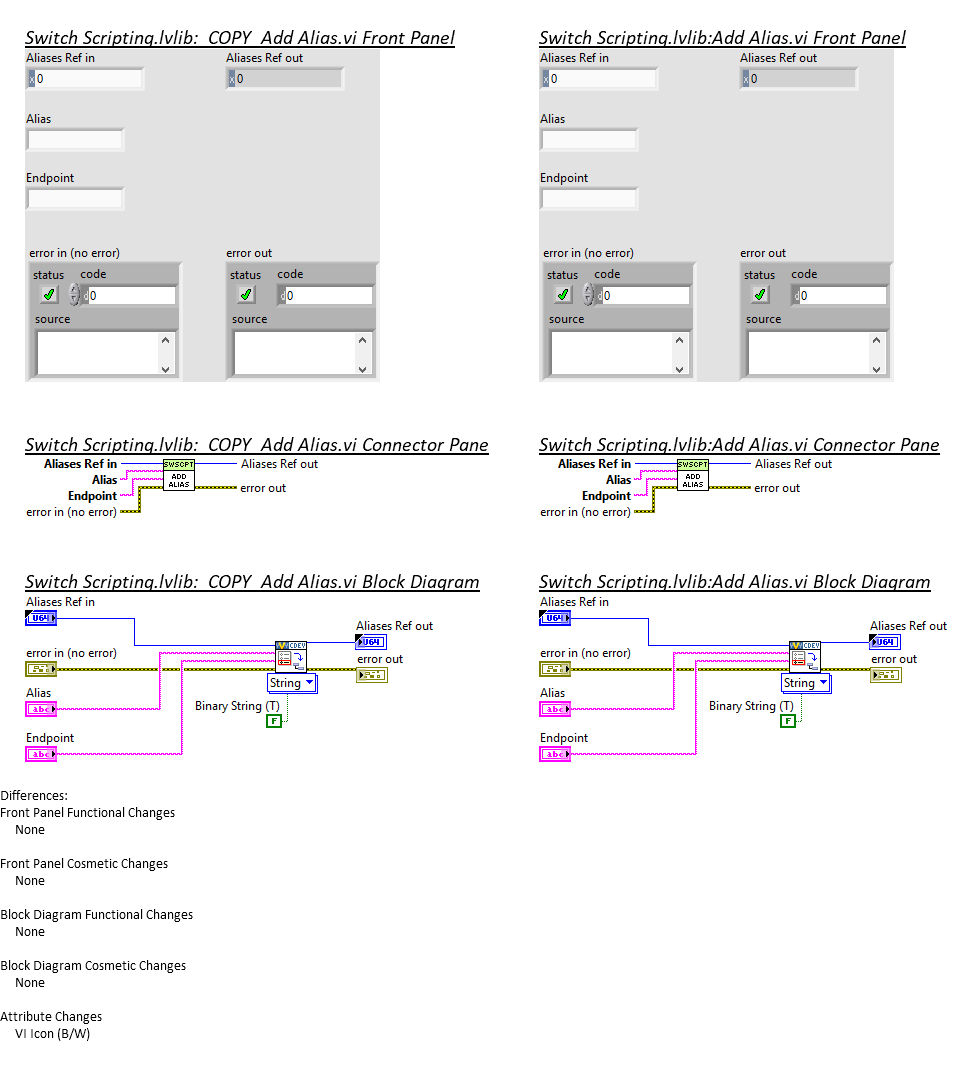 Switch Scripting.lvlib:  COPY  Add Alias.vi Front Panel
Aliases Ref in
Aliases Ref out
x 0
x 0
Alias
Endpoint
error in (no error)
error out
status
code
status
code
d 0
d 0
source
source
Switch Scripting.lvlib:Add Alias.vi Front Panel
Aliases Ref in
Aliases Ref out
x 0
x 0
Alias
Endpoint
error in (no error)
error out
status
code
status
code
d 0
d 0
source
source
Switch Scripting.lvlib:  COPY  Add Alias.vi Connector Pane
Aliases Ref in
Alias
Endpoint
error in (no error)
SWSCPT
ADD
ALIAS
Aliases Ref out
error out
Switch Scripting.lvlib:Add Alias.vi Connector Pane
Aliases Ref in
Alias
Endpoint
error in (no error)
SWSCPT
ADD
ALIAS
Aliases Ref out
error out
Switch Scripting.lvlib:  COPY  Add Alias.vi Block Diagram
Aliases Ref in
U64
error in (no error)
Alias
abc
Endpoint
abc
CDEV
String
Binary String (T)
F
Aliases Ref out
U64
error out
Switch Scripting.lvlib:Add Alias.vi Block Diagram
Aliases Ref in
U64
error in (no error)
Alias
abc
Endpoint
abc
CDEV
String
Binary String (T)
F
Aliases Ref out
U64
error out
Differences:
Front Panel Functional Changes
None
Front Panel Cosmetic Changes
None
Block Diagram Functional Changes
None
Block Diagram Cosmetic Changes
None
Attribute Changes
VI Icon (B/W)